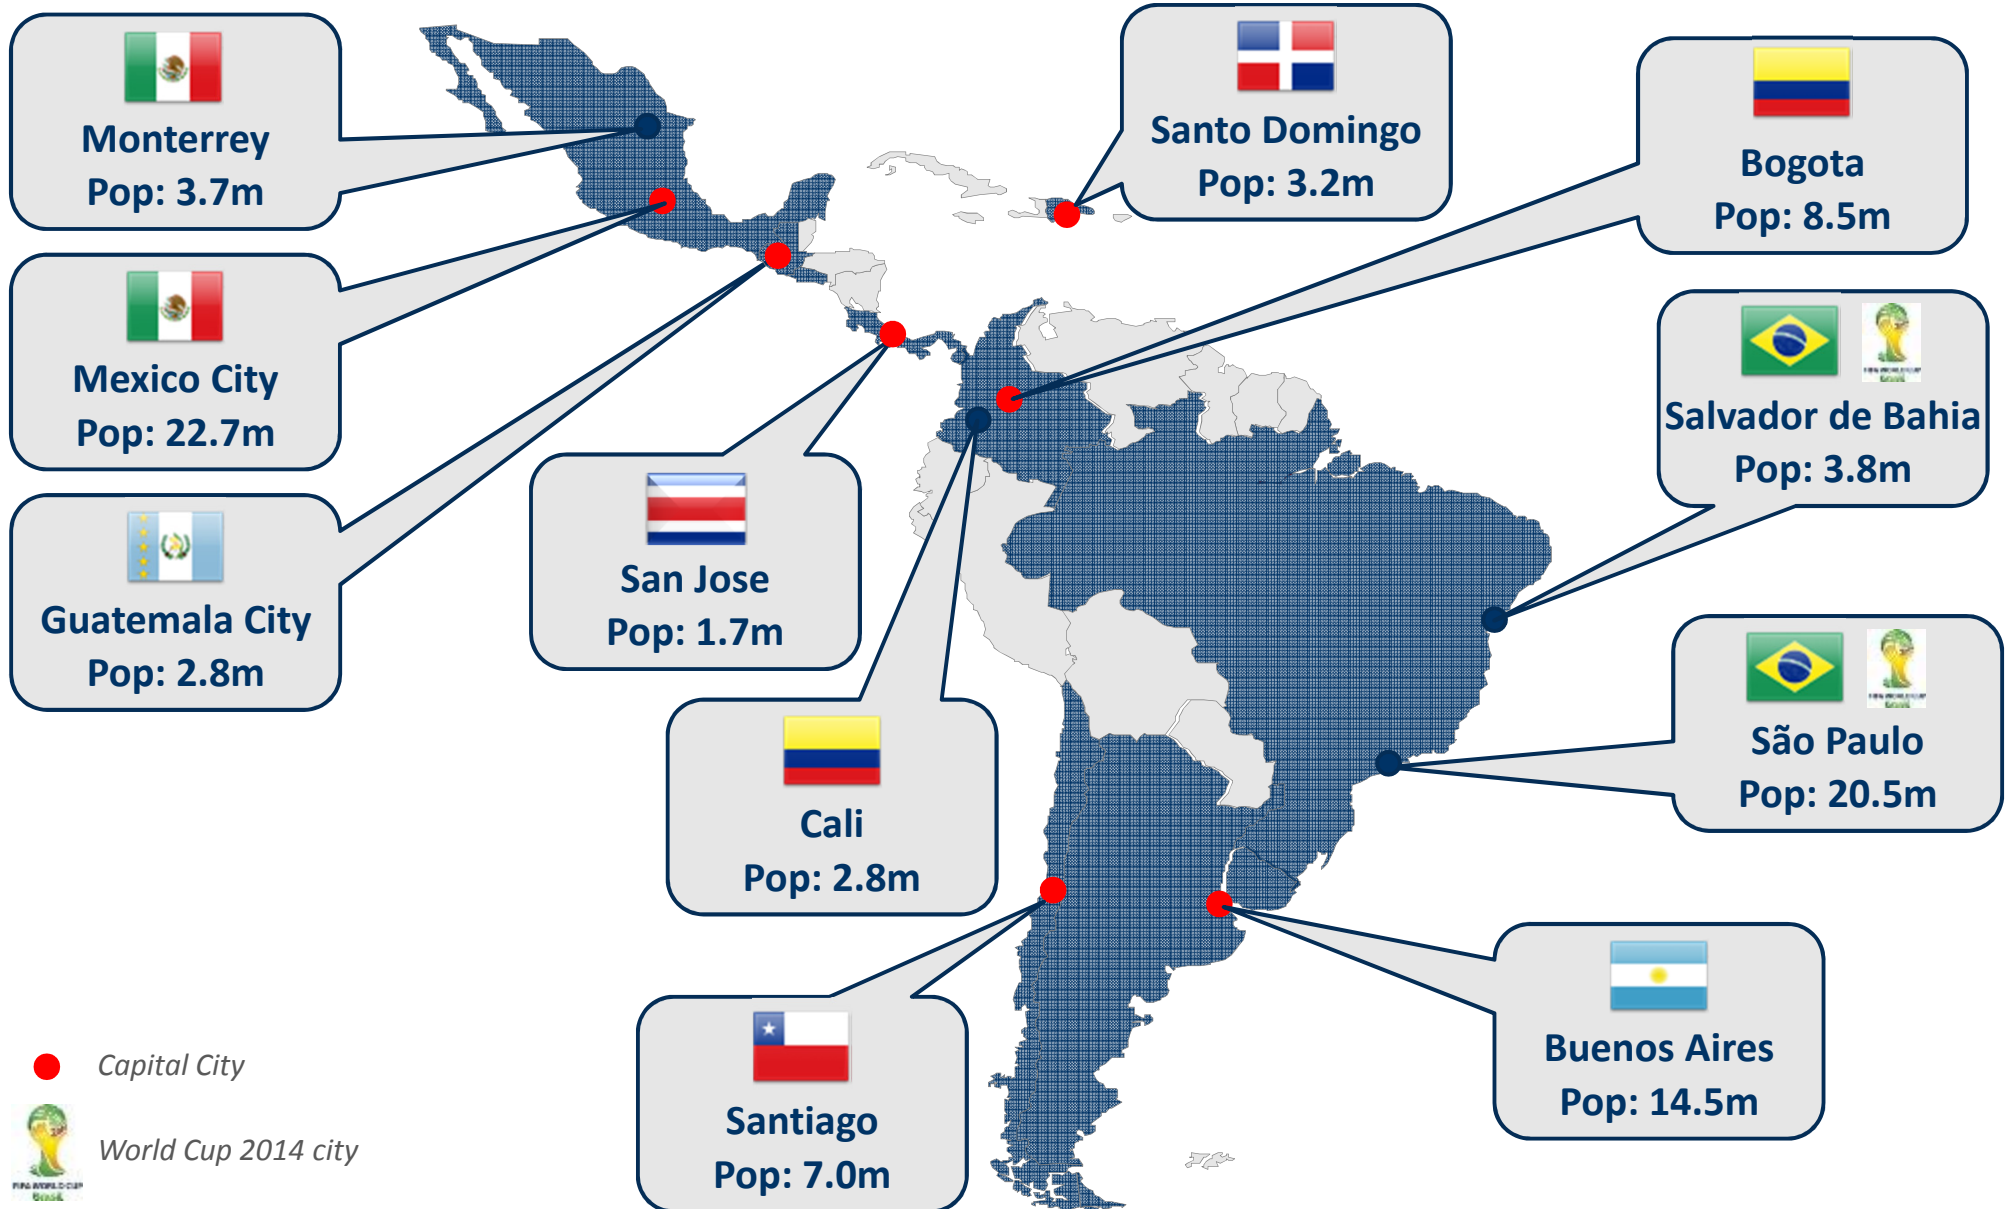 Monterrey
Pop: 3.7m
Mexico City
Pop: 22.7m
Guatemala City
Pop: 2.8m
San Jose
Pop: 1.7m
Cali
Pop: 2.8m
Santiago
Pop: 7.0m
Santo Domingo
Pop: 3.2m
Bogota
Pop: 8.5m
Salvador de Bahia
Pop: 3.8m
São Paulo
Pop: 20.5m
Buenos Aires
Pop: 14.5m
Capital City
World Cup 2014 city
FIFA WORLD CUP